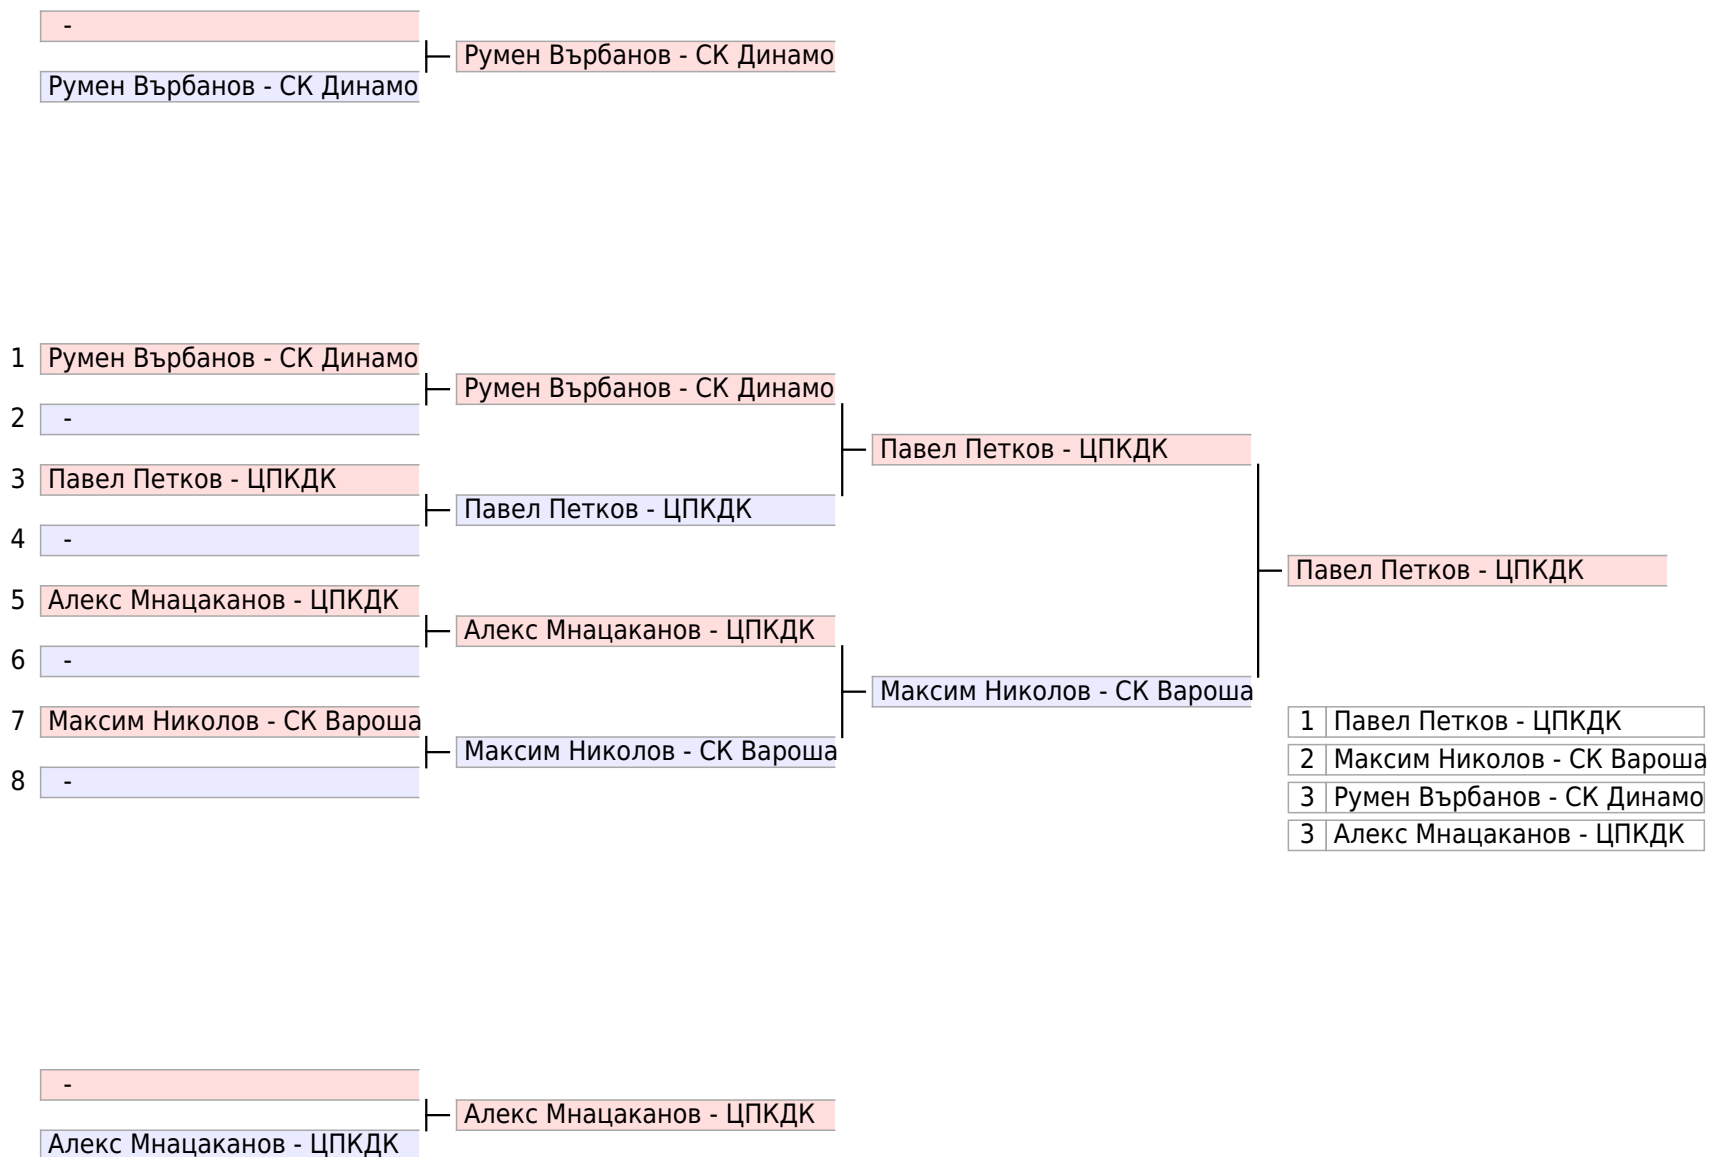 -
Румен Върбанов - СК Динамо
Румен Върбанов - СК Динамо
1 Румен Върбанов - СК Динамо
Румен Върбанов - СК Динамо
2 -
Павел Петков - ЦПКДК
3 Павел Петков - ЦПКДК
Павел Петков - ЦПКДК
4 -
Павел Петков - ЦПКДК
5 Алекс Мнацаканов - ЦПКДК
Алекс Мнацаканов - ЦПКДК
6 -
Максим Николов - СК Вароша
7 Максим Николов - СК Вароша
Максим Николов - СК Вароша
8 -
1 Павел Петков - ЦПКДК
2 Максим Николов - СК Вароша
3 Румен Върбанов - СК Динамо
3 Алекс Мнацаканов - ЦПКДК
-
Алекс Мнацаканов - ЦПКДК
Алекс Мнацаканов - ЦПКДК